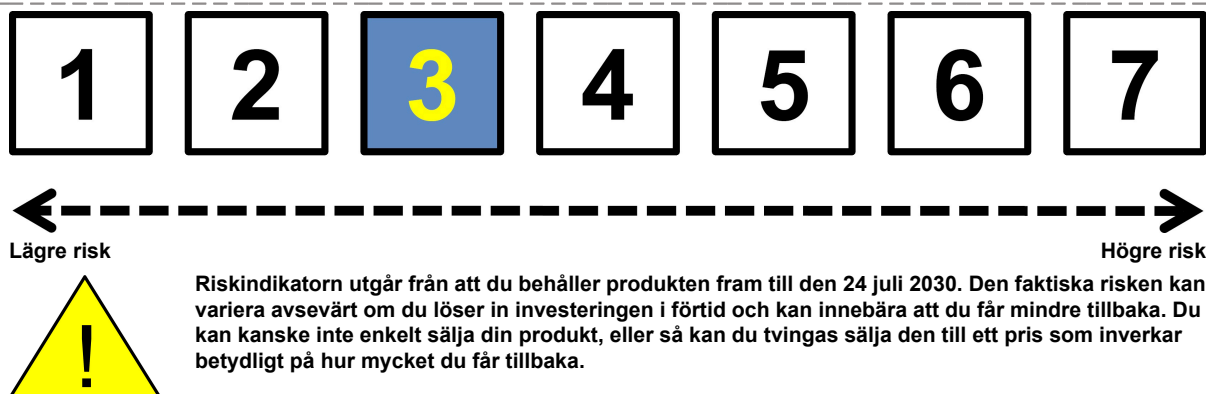 1 2 3 4 5 6 7
Lägre risk Högre risk
Riskindikatorn utgår från att du behåller produkten fram till den 24 juli 2030. Den faktiska risken kan
variera avsevärt om du löser in investeringen i förtid och kan innebära att du får mindre tillbaka. Du
kan kanske inte enkelt sälja din produkt, eller så kan du tvingas sälja den till ett pris som inverkar
betydligt på hur mycket du får tillbaka.
!